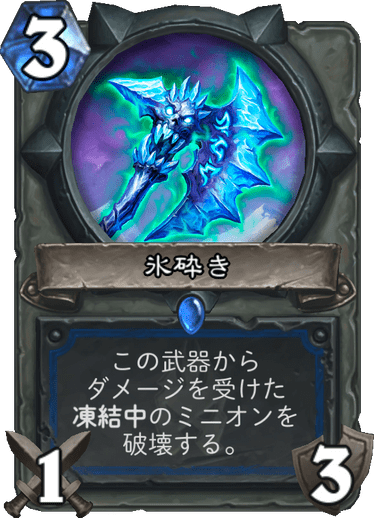 3
氷砕き
この武器から
ダメージを受けた
凍結中のミニオンを
破壊する。
1
3